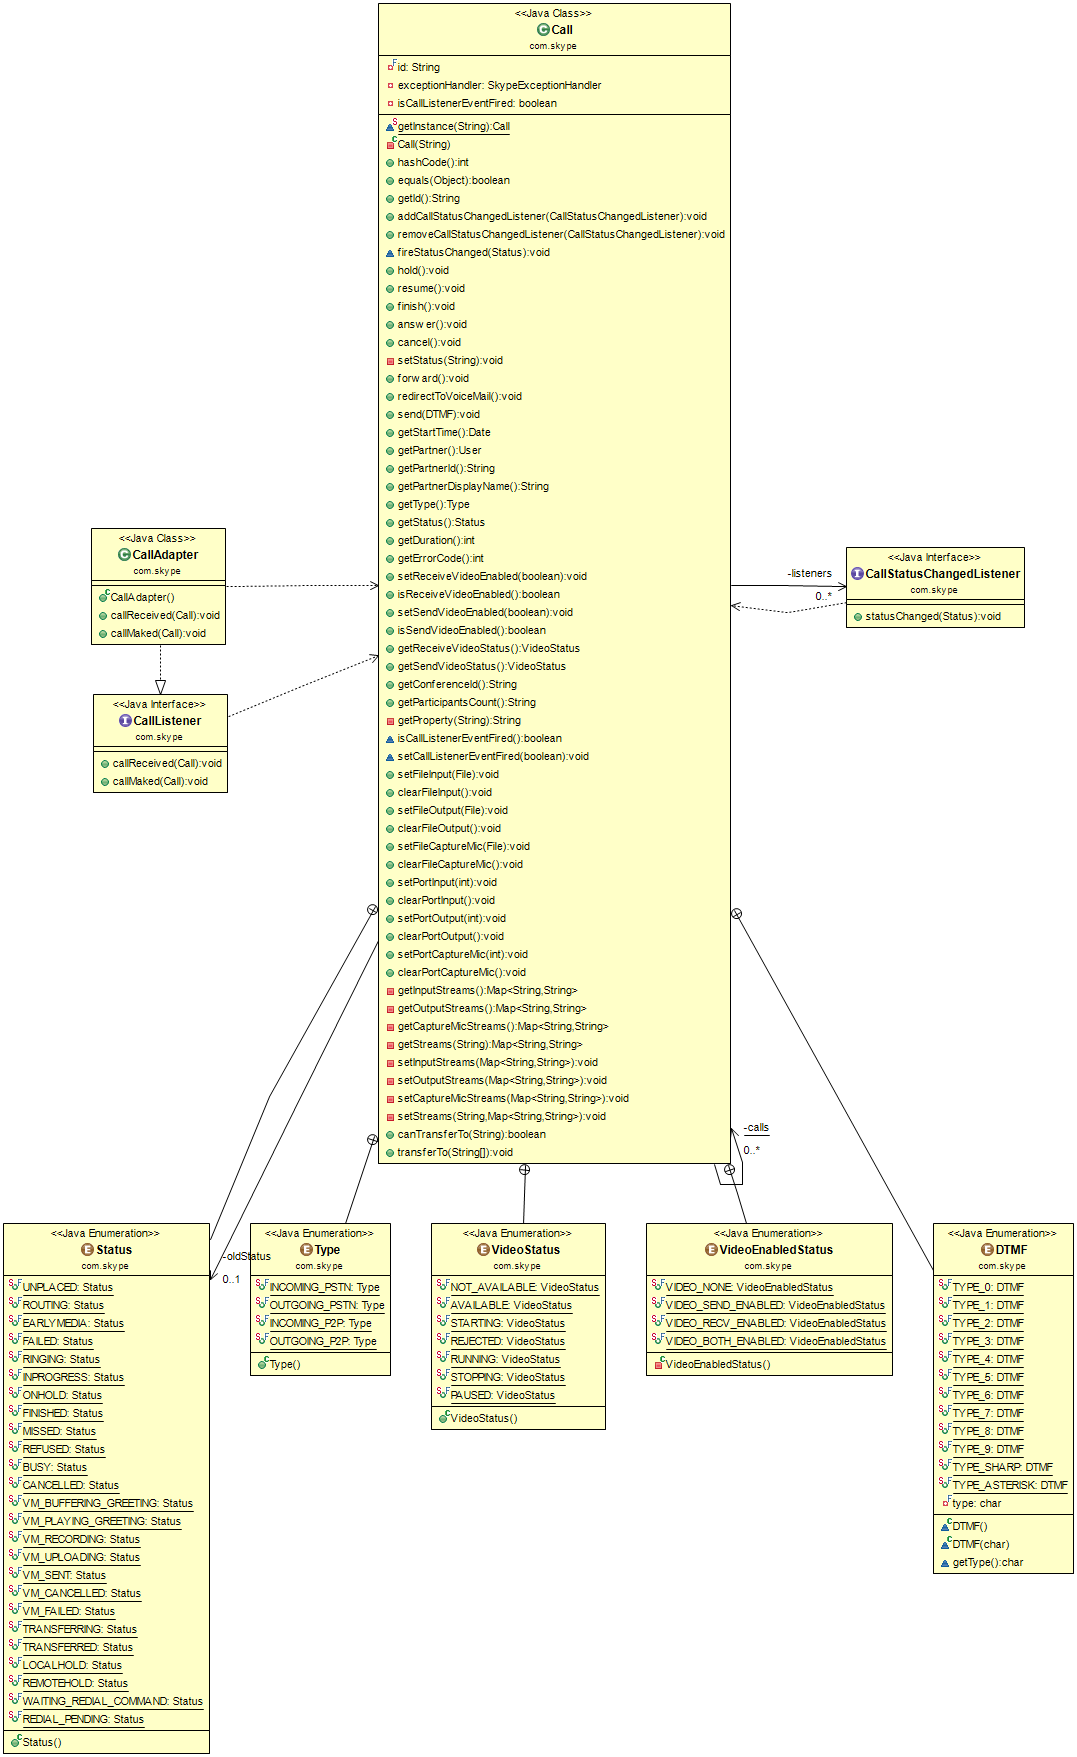 <<Java Class>>
Call
com.skype
id: String
exceptionHandler: SkypeExceptionHandler
isCallListenerEventFired: boolean
getInstance(String):Call
Call(String)
hashCode():int
equals(Object):boolean
getId():String
addCallStatusChangedListener(CallStatusChangedListener):void
removeCallStatusChangedListener(CallStatusChangedListener):void
fireStatusChanged(Status):void
hold():void
resume():void
finish():void
answer():void
cancel():void
setStatus(String):void
forward():void
redirectToVoiceMail():void
send(DTMF):void
getStartTime():Date
getPartner():User
getPartnerId():String
getPartnerDisplayName():String
getType():Type
getStatus():Status
getDuration():int
getErrorCode():int
setReceiveVideoEnabled(boolean):void
isReceiveVideoEnabled():boolean
setSendVideoEnabled(boolean):void
isSendVideoEnabled():boolean
getReceiveVideoStatus():VideoStatus
getSendVideoStatus():VideoStatus
getConferenceId():String
getParticipantsCount():String
getProperty(String):String
isCallListenerEventFired():boolean
setCallListenerEventFired(boolean):void
setFileInput(File):void
clearFileInput():void
setFileOutput(File):void
clearFileOutput():void
setFileCaptureMic(File):void
clearFileCaptureMic():void
setPortInput(int):void
clearPortInput():void
setPortOutput(int):void
clearPortOutput():void
setPortCaptureMic(int):void
clearPortCaptureMic():void
getInputStreams():Map<String,String>
getOutputStreams():Map<String,String>
getCaptureMicStreams():Map<String,String>
getStreams(String):Map<String,String>
setInputStreams(Map<String,String>):void
setOutputStreams(Map<String,String>):void
setCaptureMicStreams(Map<String,String>):void
setStreams(String,Map<String,String>):void
canTransferTo(String):boolean
transferTo(String[]):void
<<Java Class>>
CallAdapter
com.skype
CallAdapter()
callReceived(Call):void
callMaked(Call):void
<<Java Interface>>
CallListener
com.skype
callReceived(Call):void
callMaked(Call):void
-listeners
0..*
<<Java Interface>>
CallStatusChangedListener
com.skype
statusChanged(Status):void
-calls
0..*
-oldStatus
0..1
<<Java Enumeration>>
Status
com.skype
UNPLACED: Status
ROUTING: Status
EARLYMEDIA: Status
FAILED: Status
RINGING: Status
INPROGRESS: Status
ONHOLD: Status
FINISHED: Status
MISSED: Status
REFUSED: Status
BUSY: Status
CANCELLED: Status
VM_BUFFERING_GREETING: Status
VM_PLAYING_GREETING: Status
VM_RECORDING: Status
VM_UPLOADING: Status
VM_SENT: Status
VM_CANCELLED: Status
VM_FAILED: Status
TRANSFERRING: Status
TRANSFERRED: Status
LOCALHOLD: Status
REMOTEHOLD: Status
WAITING_REDIAL_COMMAND: Status
REDIAL_PENDING: Status
Status()
<<Java Enumeration>>
Type
com.skype
INCOMING_PSTN: Type
OUTGOING_PSTN: Type
INCOMING_P2P: Type
OUTGOING_P2P: Type
Type()
<<Java Enumeration>>
VideoStatus
com.skype
NOT_AVAILABLE: VideoStatus
AVAILABLE: VideoStatus
STARTING: VideoStatus
REJECTED: VideoStatus
RUNNING: VideoStatus
STOPPING: VideoStatus
PAUSED: VideoStatus
VideoStatus()
<<Java Enumeration>>
VideoEnabledStatus
com.skype
VIDEO_NONE: VideoEnabledStatus
VIDEO_SEND_ENABLED: VideoEnabledStatus
VIDEO_RECV_ENABLED: VideoEnabledStatus
VIDEO_BOTH_ENABLED: VideoEnabledStatus
VideoEnabledStatus()
<<Java Enumeration>>
DTMF
com.skype
TYPE_0: DTMF
TYPE_1: DTMF
TYPE_2: DTMF
TYPE_3: DTMF
TYPE_4: DTMF
TYPE_5: DTMF
TYPE_6: DTMF
TYPE_7: DTMF
TYPE_8: DTMF
TYPE_9: DTMF
TYPE_SHARP: DTMF
TYPE_ASTERISK: DTMF
type: char
DTMF()
DTMF(char)
getType():char